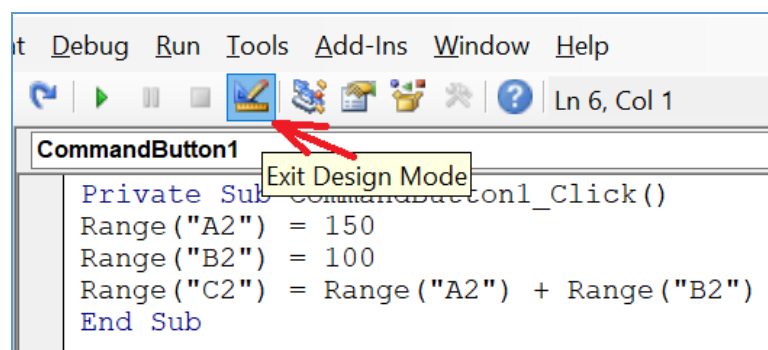 t Debug Run Tools Add-Ins Window Help
Ln 6, Col 1
CommandButton1
Exit Design Mode
Private Sub CommandButton1_Click()
Range("A2") = 150
Range("B2") = 100
Range("C2") = Range("A2") + Range("B2")
End Sub